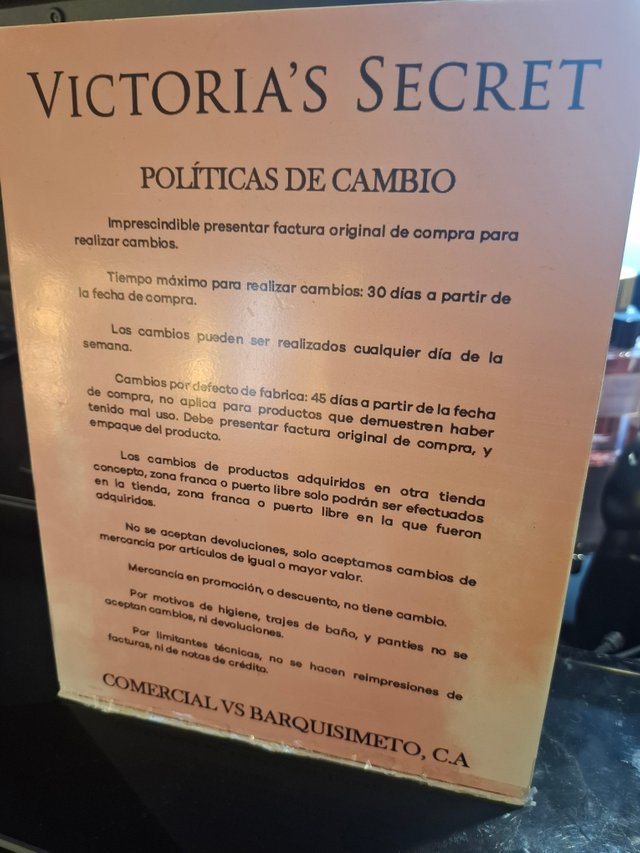 VICTORIA'S SECRET
POLÍTICAS DE CAMBIO
Imprescindible presentar factura original de compra para
realizar cambios.
Tiempo máximo para realizar cambios: 30 días a partir de
la fecha de compra.
Los cambios pueden ser realizados cualquier día de la
semana.
Cambios por defecto de fabrica: 45 días a partir de la fecha
de compra, no aplica para productos que demuestren haber
tenido mal uso. Debe presentar factura original de compra, y
empaque del producto.
Los cambios de productos adquiridos en otra tienda
concepto, zona franca o puerto libre solo podrán ser efectuados
en la tienda, zona franca o puerto libre en la que fueron
adquiridos.
No se aceptan devoluciones, solo aceptamos cambios de
mercancía por artículos de igual o mayor valor.
Mercancía en promoción, o descuento, no tiene cambio.
Por motivos de higiene, trajes de baño, y panties no se
aceptan cambios, ni devoluciones.
Por limitantes técnicas, no se hacen reimpresiones de
facturas, ni de notas de crédito.
COMERCIAL VS BARQUISIMETO, C.A